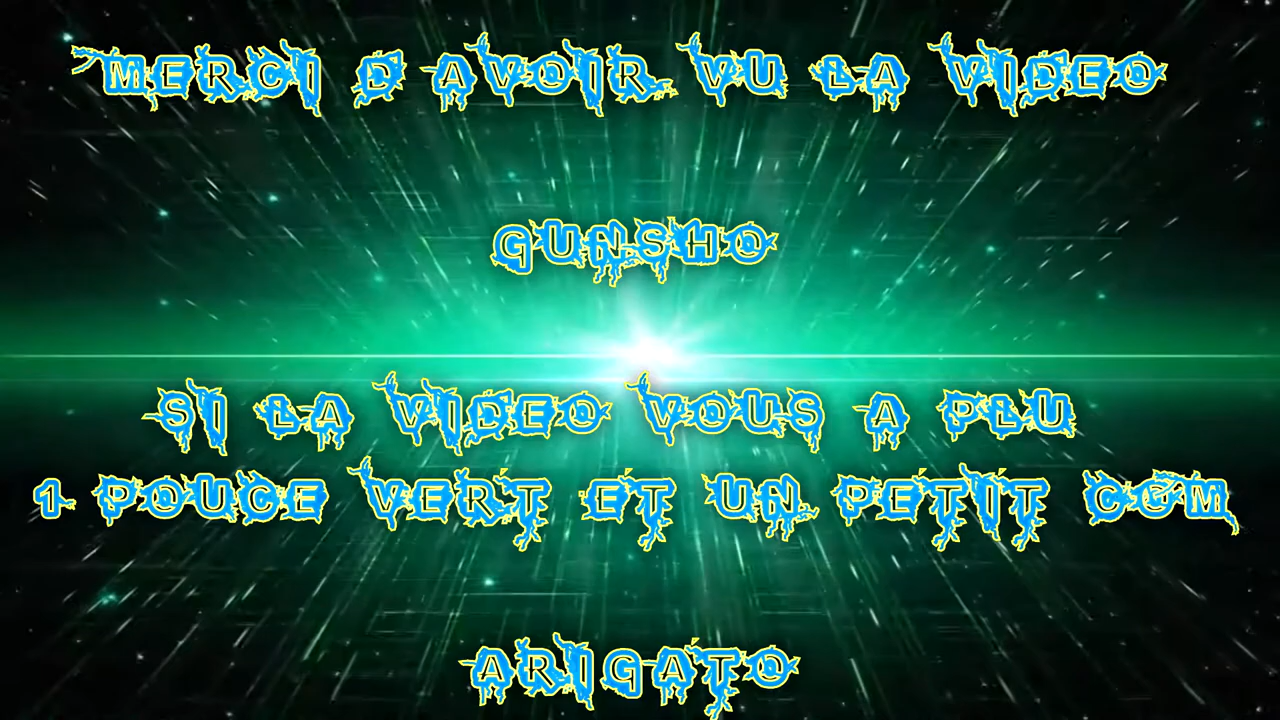 MERCI D AVOIR VU LA VIDEO
GUNSHO
SI LA VIDEO VOUS A PLU
1 POUCE VERT ET UN PETIT COM
ARIGATO